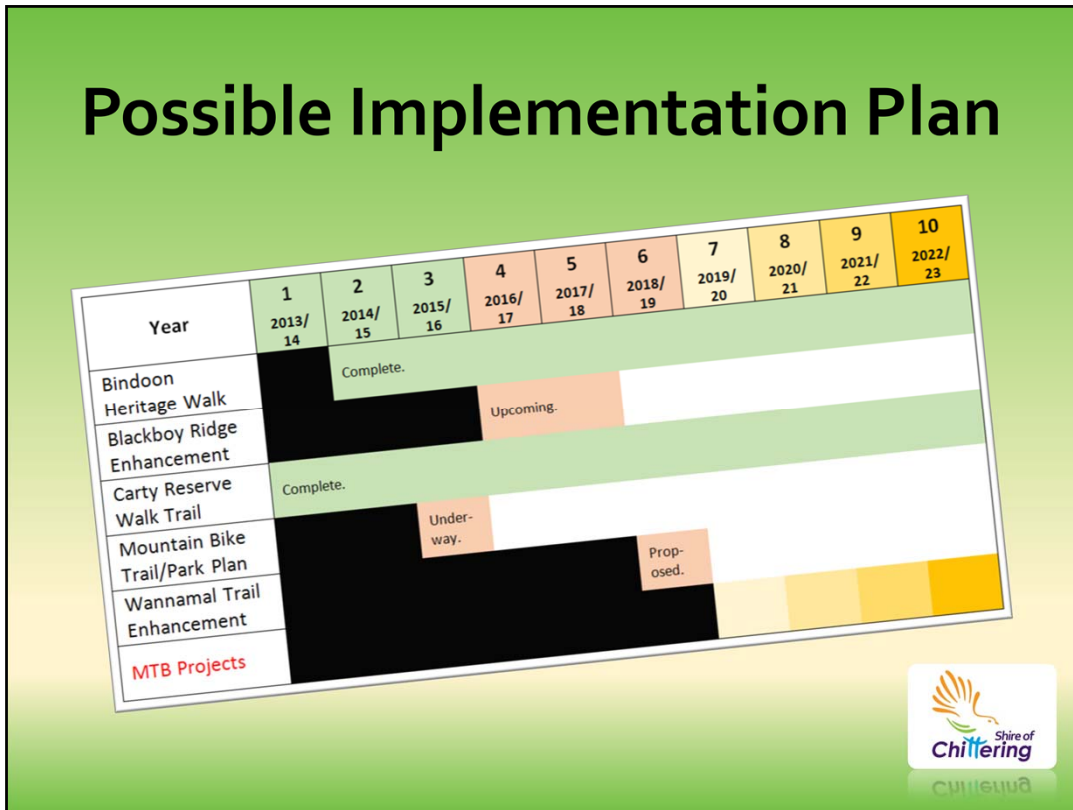 Possible Implementation Plan
Year
1
2013/
14
2
2014/
15
3
2015/
16
4
2016/
17
5
2017/
18
6
2018/
19
7
2019/
20
8
2020/
21
9
2021/
22
10
2022/
23
Bindoon
Heritage Walk
Complete.
Blackboy Ridge
Enhancement
Upcoming.
Carty Reserve
Walk Trail
Complete.
Mountain Bike
Trail/Park Plan
Under-
way.
Wannamal Trail
Enhancement
Prop-
osed.
MTB Projects
Shire of
Chittering